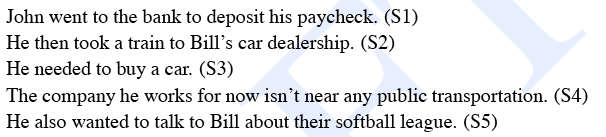 John went to the bank to deposit his paycheck. (S1)
He then took a train to Bill’s car dealership. (S2)
He needed to buy a car. (S3)
The company he works for now isn’t near any public transportation. (S4)
He also wanted to talk to Bill about their softball league. (S5)